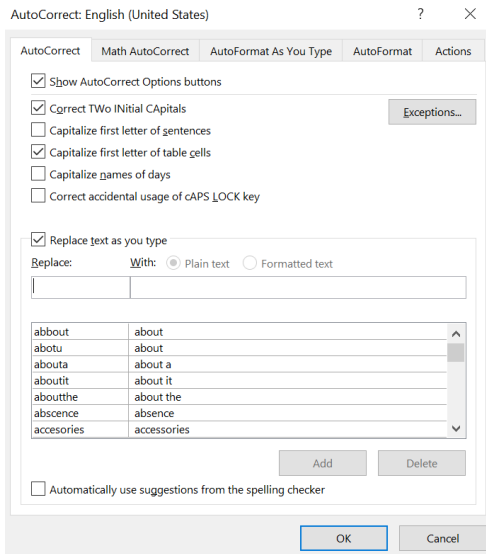 AutoCorrect: English (United States) ? ×
AutoCorrect Math AutoCorrect AutoFormat As You Type AutoFormat Actions
Show AutoCorrect Options buttons
Correct TWo INitial CApitals Exceptions...
Capitalize first letter of sentences
Capitalize first letter of table cells
Capitalize names of days
Correct accidental usage of cAPS LOCK key
Replace text as you type
Replace: With: Plain text Formatted text
abbout about
abotu about
abouta about a
aboutit about it
aboutthe about the
abscence absence
accesories accessories
Add Delete
Automatically use suggestions from the spelling checker
OK Cancel